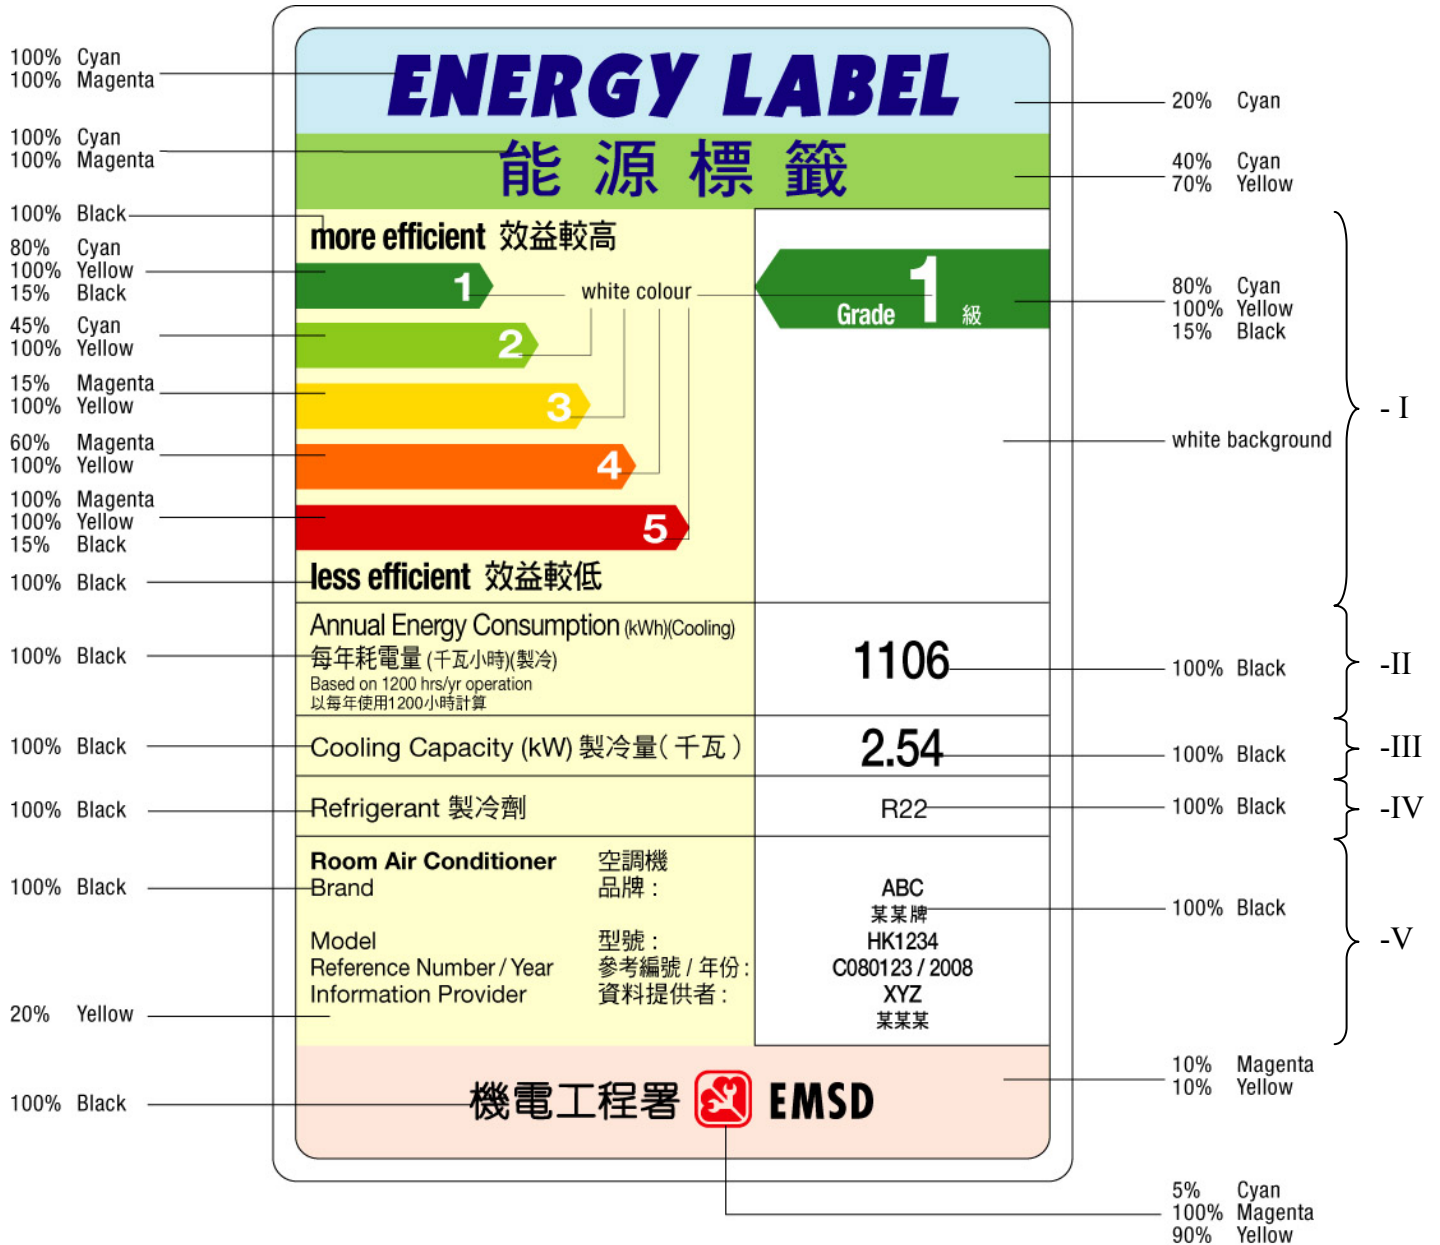 ENERGY LABEL
能源標籤
100% Cyan
100% Magenta
20% Cyan
100% Cyan
100% Magenta
40% Cyan
70% Yellow
100% Black
more efficient 效益較高
80% Cyan
100% Yellow
15% Black
1
white colour
Grade 1 級
80% Cyan
100% Yellow
15% Black
45% Cyan
100% Yellow
2
15% Magenta
100% Yellow
3
- I
60% Magenta
100% Yellow
4
white background
100% Magenta
100% Yellow
15% Black
5
100% Black
less efficient 效益較低
Annual Energy Consumption (kWh)(Cooling)
每年耗電量 (千瓦小時)(製冷)
Based on 1200 hrs/yr operation
以每年使用1200小時計算
100% Black
1106
100% Black
-II
100% Black
Cooling Capacity (kW) 製冷量( 千瓦 )
2.54
100% Black
-III
100% Black
Refrigerant 製冷劑
R22
100% Black
-IV
Room Air Conditioner 空調機
100% Black
Brand 品牌 :
ABC
某某牌
100% Black
Model 型號 :
HK1234
-V
Reference Number / Year 參考編號 / 年份 :
C080123 / 2008
Information Provider 資料提供者 :
XYZ
某某某
20% Yellow
10% Magenta
10% Yellow
100% Black
機電工程署 EMSD
5% Cyan
100% Magenta
90% Yellow